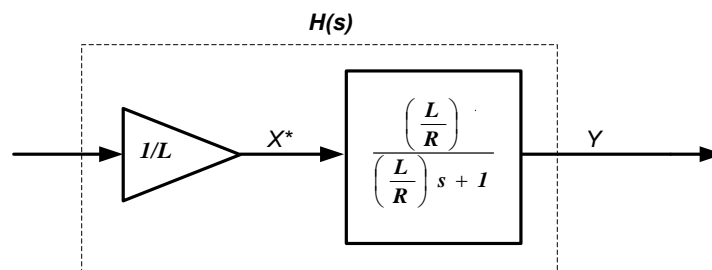 H(s)
1/L
X*
(L/R)
(L/R) s + 1
Y